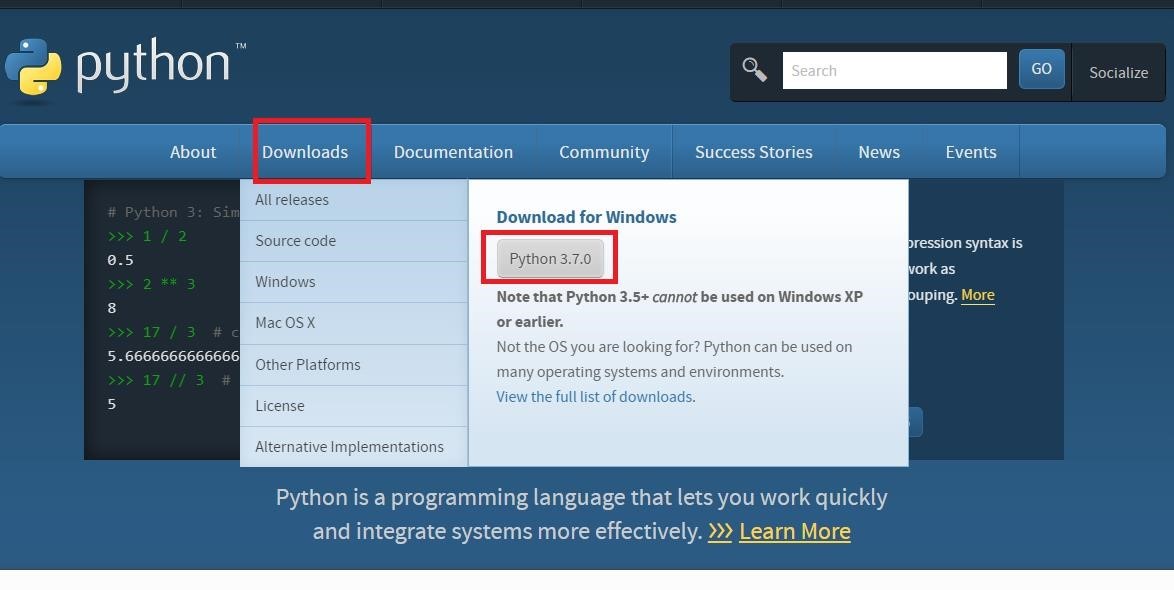 python™
Search
GO
Socialize
About
Downloads
Documentation
Community
Success Stories
News
Events
# Python 3: Sim
>>> 1 / 2
0.5
>>> 2 ** 3
8
>>> 17 / 3 # c
5.6666666666666
>>> 17 // 3 #
5
All releases
Source code
Windows
Mac OS X
Other Platforms
License
Alternative Implementations
Download for Windows
Python 3.7.0
Note that Python 3.5+ cannot be used on Windows XP
or earlier.
Not the OS you are looking for? Python can be used on
many operating systems and environments.
View the full list of downloads.
pression syntax is
work as
ouping. More
Python is a programming language that lets you work quickly
and integrate systems more effectively. >>> Learn More